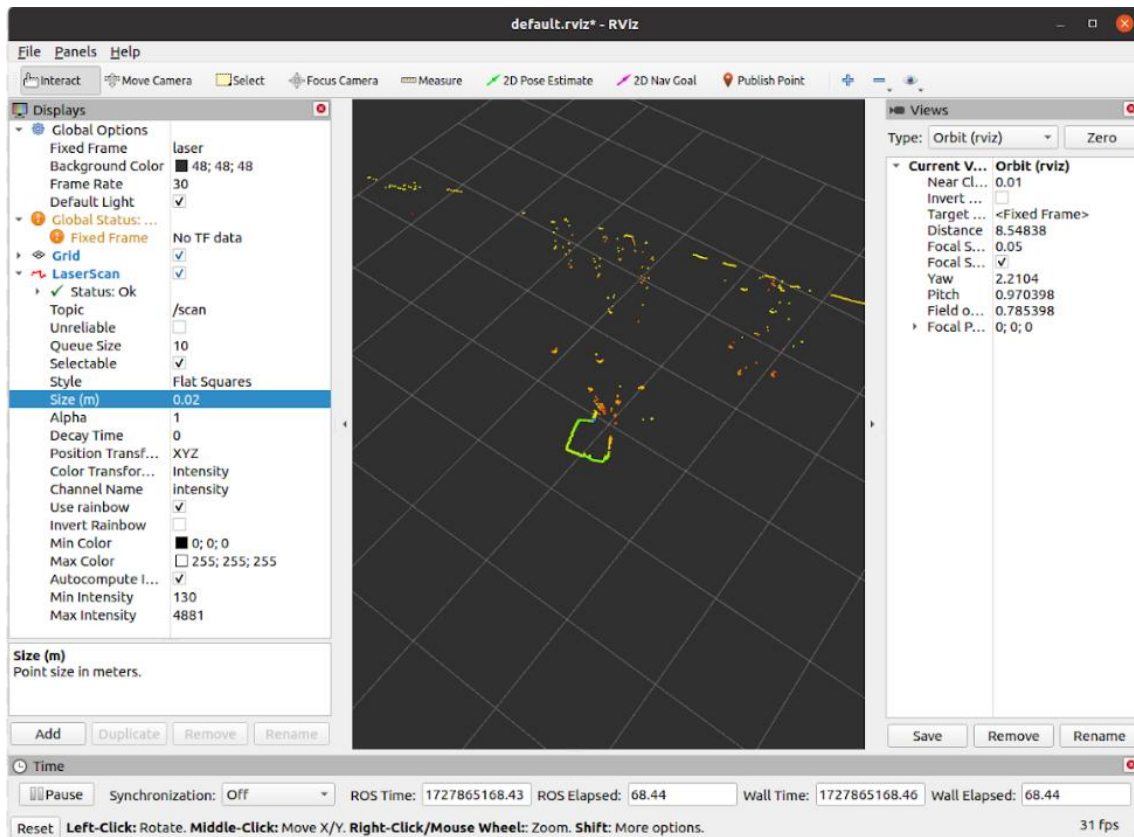 default.rviz* - RViz
File Panels Help
Interact Move Camera Select Focus Camera Measure 2D Pose Estimate 2D Nav Goal Publish Point
Displays
Global Options
Fixed Frame laser
Background Color 48; 48; 48
Frame Rate 30
Default Light
Global Status: ...
Fixed Frame No TF data
Grid
LaserScan
Status: Ok
Topic /scan
Unreliable
Queue Size 10
Selectable
Style Flat Squares
Size (m) 0.02
Alpha 1
Decay Time 0
Position Transf... XYZ
Color Transfor... Intensity
Channel Name intensity
Use rainbow
Invert Rainbow
Min Color 0; 0; 0
Max Color 255; 255; 255
Autocompute I...
Min Intensity 130
Max Intensity 4881
Size (m)
Point size in meters.
Add Duplicate Remove Rename
Views
Type: Orbit (rviz) Zero
Current V... Orbit (rviz)
Near Cl... 0.01
Invert ...
Target ... <Fixed Frame>
Distance 8.54838
Focal S... 0.05
Focal S...
Yaw 2.2104
Pitch 0.970398
Field o... 0.785398
Focal P... 0; 0; 0
Save Remove Rename
Time
Pause Synchronization: Off ROS Time: 1727865168.43 ROS Elapsed: 68.44 Wall Time: 1727865168.46 Wall Elapsed: 68.44
Reset Left-Click: Rotate. Middle-Click: Move X/Y. Right-Click/Mouse Wheel:: Zoom. Shift: More options. 31 fps